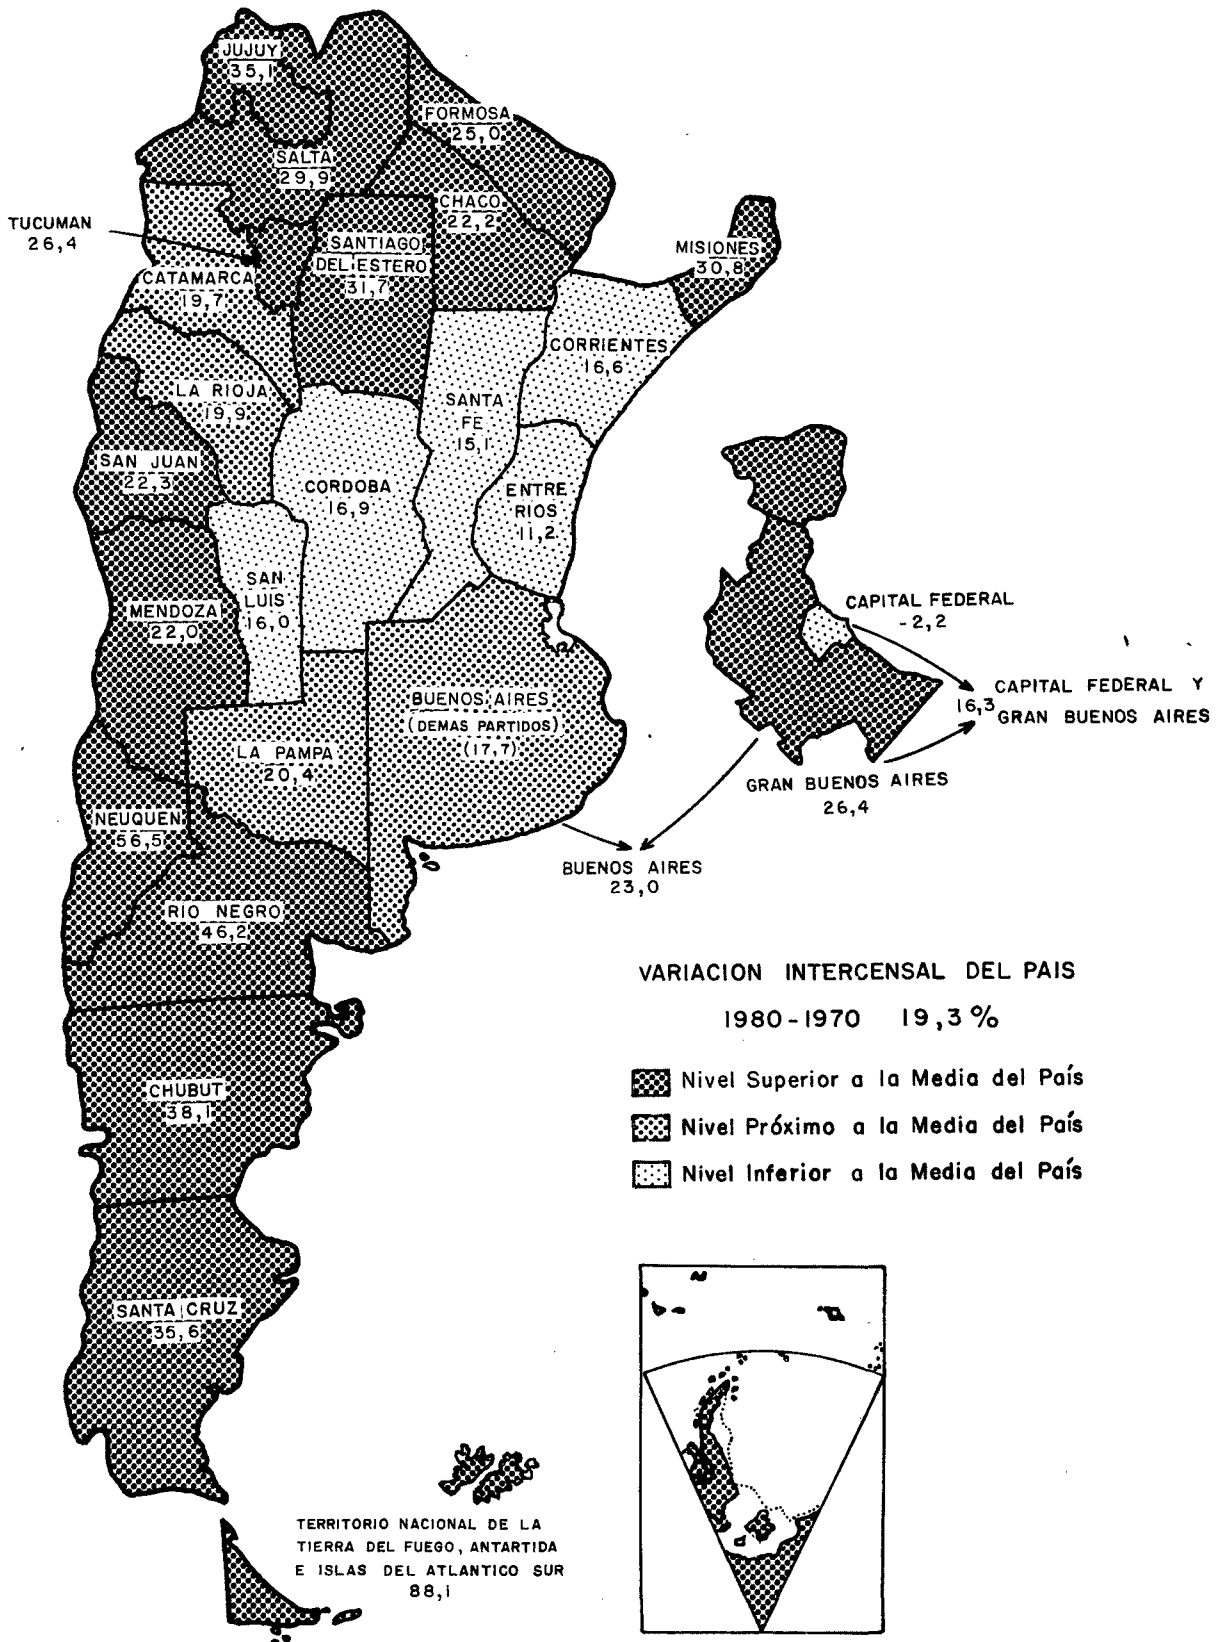 JUJUY
35,1
FORMOSA
25,0
SALTA
29,9
CHACO
22,2
TUCUMAN
26,4
SANTIAGO
DEL ESTERO
31,7
MISIONES
30,8
CATAMARCA
19,7
CORRIENTES
16,6
LA RIOJA
19,9
SANTA
FE
15,1
SAN JUAN
22,3
CORDOBA
16,9
ENTRE
RIOS
11,2
SAN
LUIS
16,0
MENDOZA
22,0
CAPITAL FEDERAL
-2,2
CAPITAL FEDERAL Y
16,3
GRAN BUENOS AIRES
BUENOS AIRES
(DEMAS PARTIDOS)
(17,7)
LA PAMPA
20,4
GRAN BUENOS AIRES
26,4
NEUQUEN
56,5
BUENOS AIRES
23,0
RIO NEGRO
46,2
VARIACION INTERCENSAL DEL PAIS
1980-1970 19,3%
Nivel Superior a la Media del País
Nivel Próximo a la Media del País
Nivel Inferior a la Media del País
CHUBUT
38,1
SANTA CRUZ
35,6
TERRITORIO NACIONAL DE LA
TIERRA DEL FUEGO, ANTARTIDA
E ISLAS DEL ATLANTICO SUR
88,1